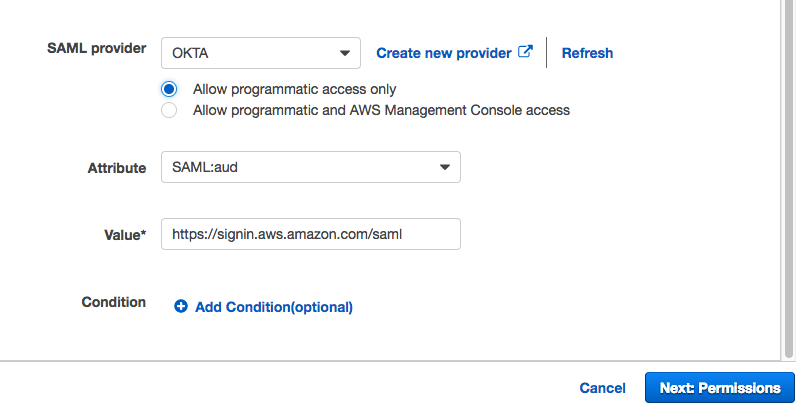 SAML provider OKTA Create new provider Refresh
Allow programmatic access only
Allow programmatic and AWS Management Console access
Attribute SAML:aud
Value* https://signin.aws.amazon.com/saml
Condition Add Condition(optional)
Cancel Next: Permissions